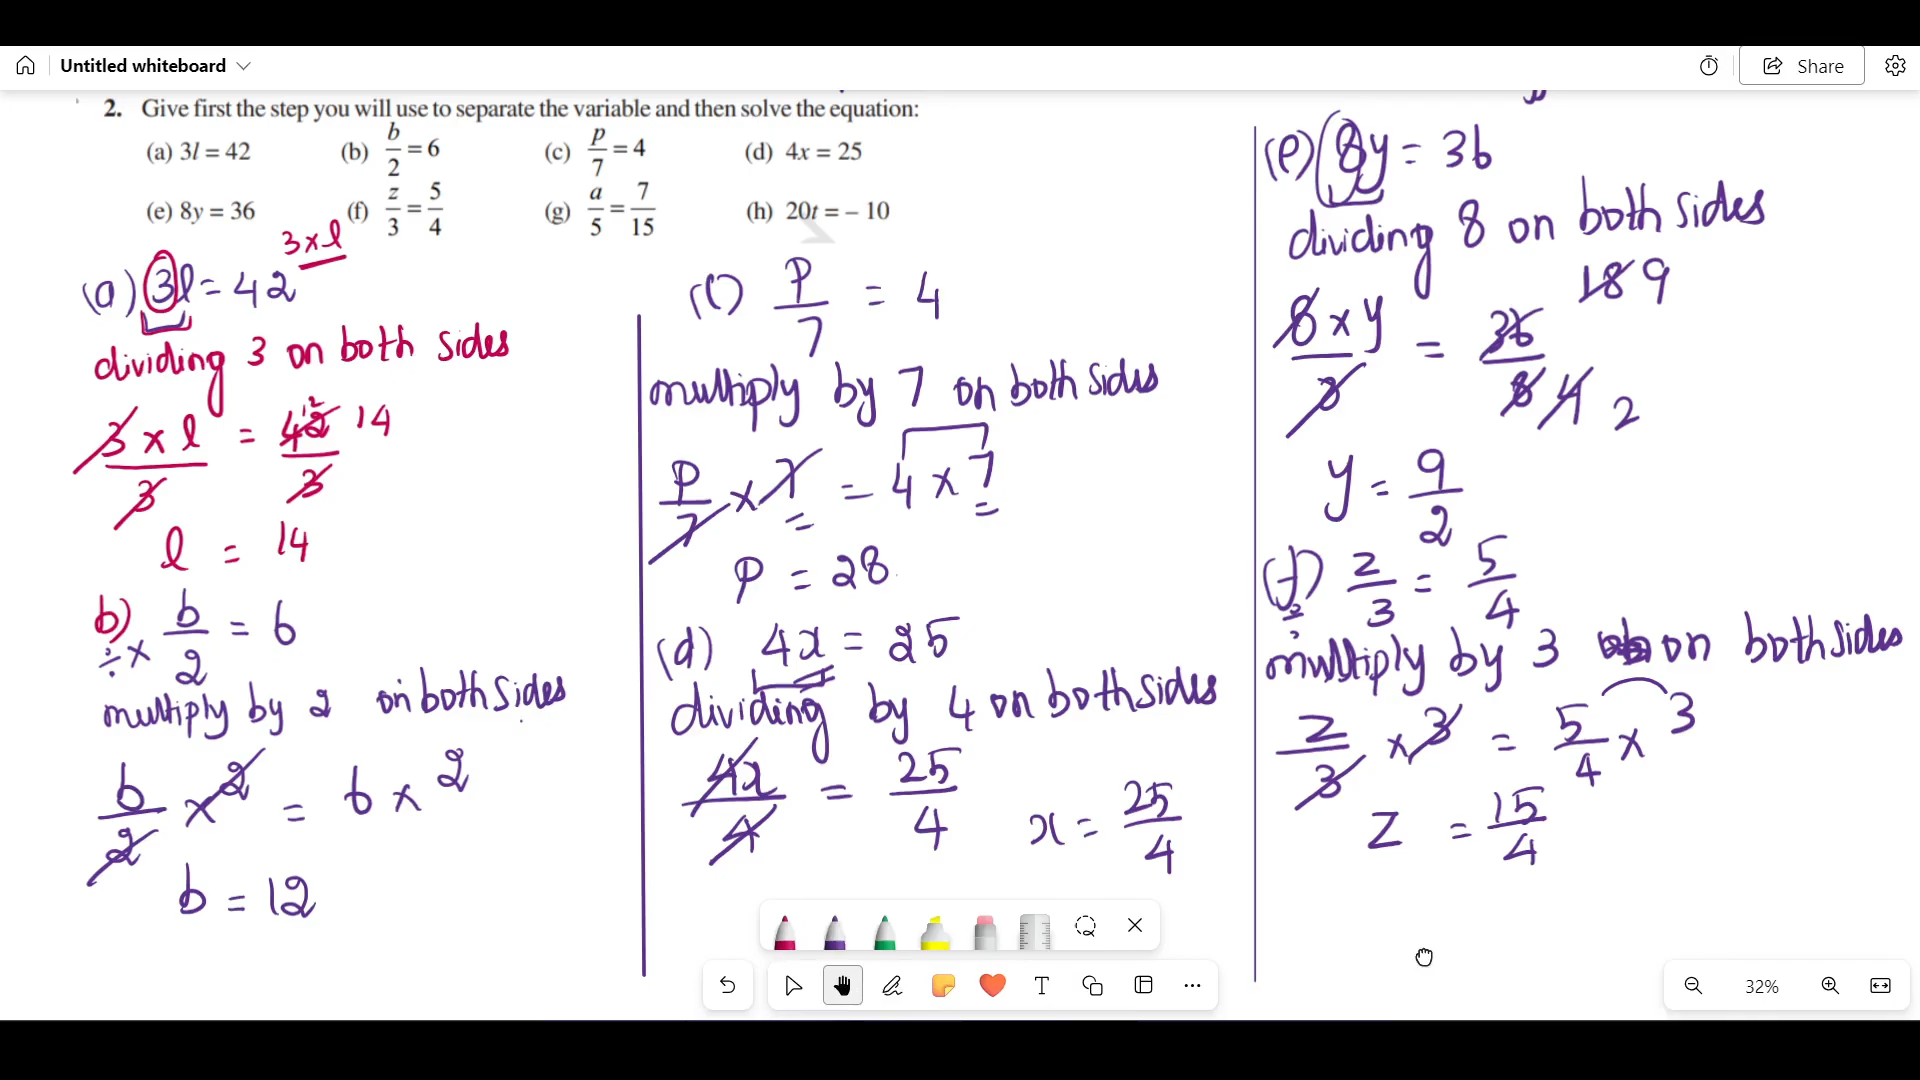 Untitled whiteboard
Share
2. Give first the step you will use to separate the variable and then solve the equation:
(a) 3l = 42 (b) b/2 = 6 (c) p/7 = 4 (d) 4x = 25
(e) 8y = 36 (f) z/3 = 5/4 (g) a/5 = 7/15 (h) 20t = – 10
3 x l
(a) 3l = 42
dividing 3 on both sides
3 x l / 3 = 42 / 3 12 14
l = 14
b) b/2 = 6
÷ x
multiply by 2 on both sides
b/2 x 2 = 6 x 2
b = 12
(c) p/7 = 4
multiply by 7 on both sides
p/7 x 7 = 4 x 7
p = 28
(d) 4x = 25
dividing by 4 on both sides
4x/4 = 25/4
x = 25/4
(e) 8y = 36
dividing 8 on both sides
8 x y / 8 = 36 / 8 18 9 4 2
y = 9/2
(f) z/3 = 5/4
multiply by 3 on both sides
z/3 x 3 = 5/4 x 3
z = 15/4
T
32%